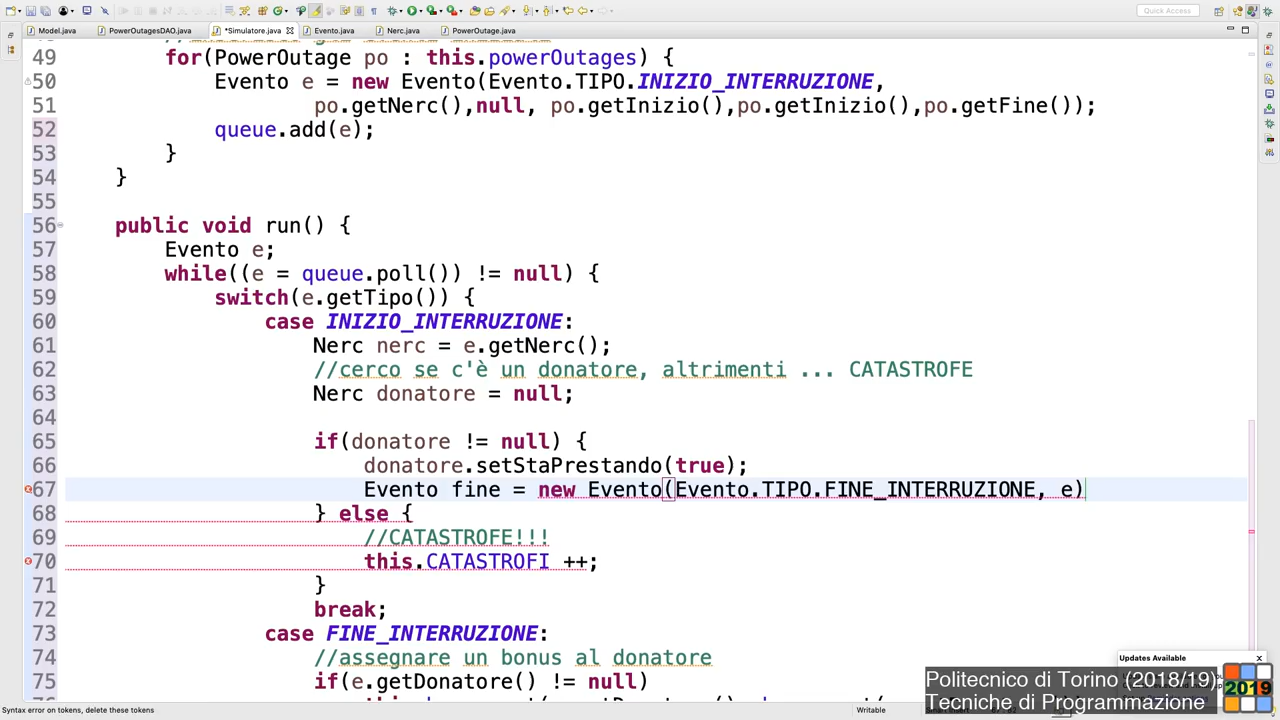 Quick Access
Model.java PowerOutagesDAO.java *Simulatore.java Evento.java Nerc.java PowerOutage.java
49 for(PowerOutage po : this.powerOutages) {
50 Evento e = new Evento(Evento.TIPO.INIZIO_INTERRUZIONE,
51 po.getNerc(),null, po.getInizio(),po.getInizio(),po.getFine());
52 queue.add(e);
53 }
54 }
55
56 public void run() {
57 Evento e;
58 while((e = queue.poll()) != null) {
59 switch(e.getTipo()) {
60 case INIZIO_INTERRUZIONE:
61 Nerc nerc = e.getNerc();
62 //cerco se c'è un donatore, altrimenti ... CATASTROFE
63 Nerc donatore = null;
64
65 if(donatore != null) {
66 donatore.setStaPrestando(true);
67 Evento fine = new Evento(Evento.TIPO.FINE_INTERRUZIONE, e)
68 } else {
69 //CATASTROFE!!!
70 this.CATASTROFI ++;
71 }
72 break;
73 case FINE_INTERRUZIONE:
74 //assegnare un bonus al donatore
75 if(e.getDonatore() != null)
Updates Available
Politecnico di Torino (2018/19)
Tecniche di Programmazione
2019
Syntax error on tokens, delete these tokens
Writable